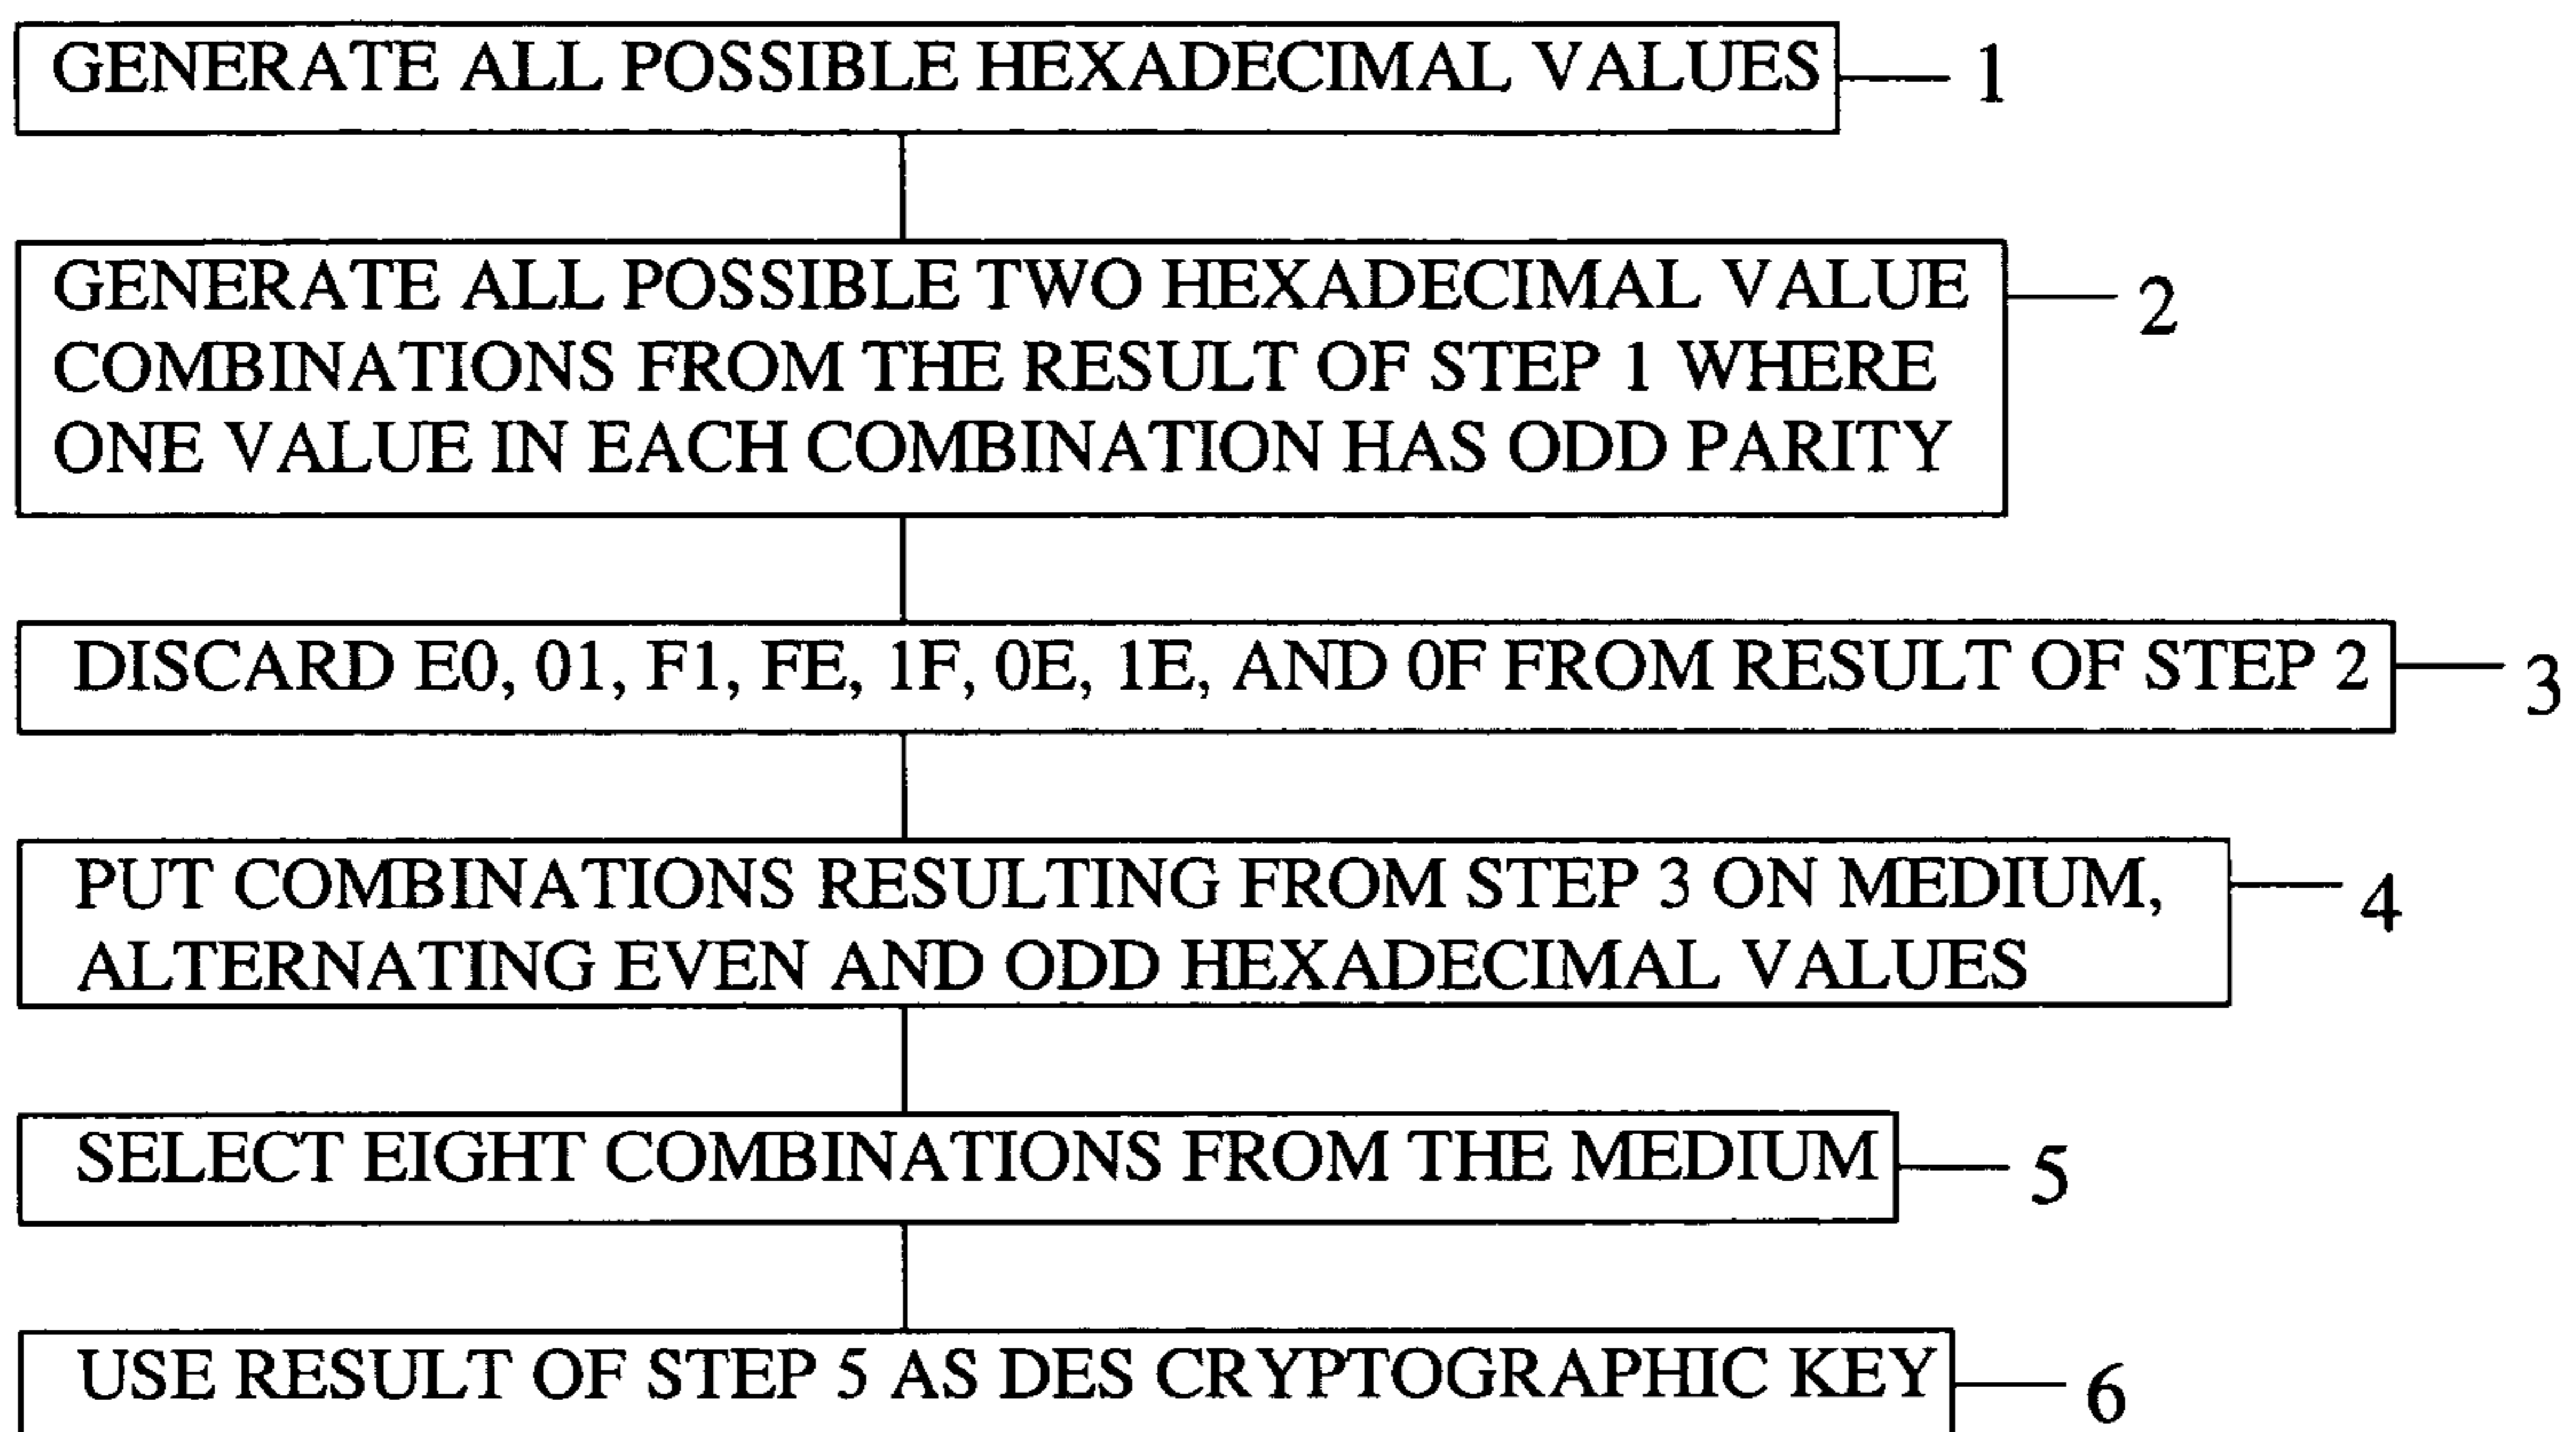 GENERATE ALL POSSIBLE HEXADECIMAL VALUES 1
GENERATE ALL POSSIBLE TWO HEXADECIMAL VALUE 2
COMBINATIONS FROM THE RESULT OF STEP 1 WHERE
ONE VALUE IN EACH COMBINATION HAS ODD PARITY
DISCARD E0, 01, F1, FE, 1F, 0E, 1E, AND 0F FROM RESULT OF STEP 2 3
PUT COMBINATIONS RESULTING FROM STEP 3 ON MEDIUM, 4
ALTERNATING EVEN AND ODD HEXADECIMAL VALUES
SELECT EIGHT COMBINATIONS FROM THE MEDIUM 5
USE RESULT OF STEP 5 AS DES CRYPTOGRAPHIC KEY 6